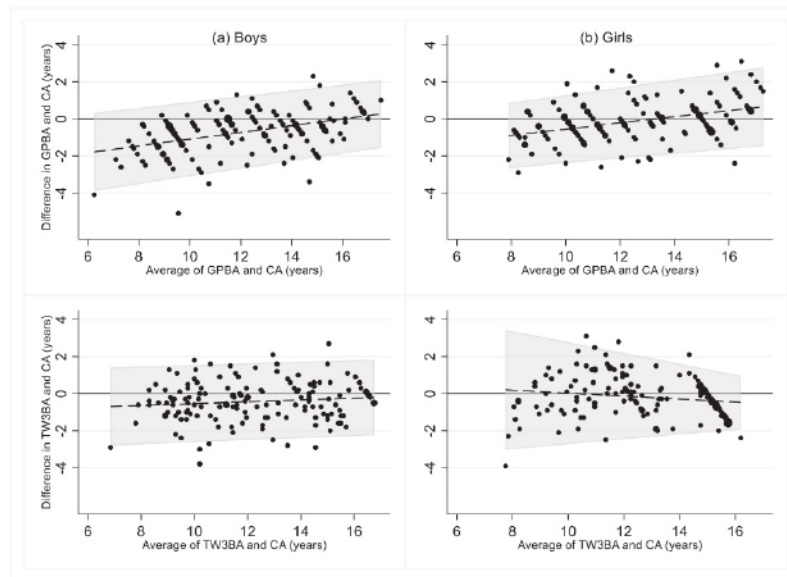 (a) Boys
(b) Girls
Difference in GPBA and CA (years)
4
2
0
-2
-4
6 8 10 12 14 16
Average of GPBA and CA (years)
4
2
0
-2
-4
6 8 10 12 14 16
Average of GPBA and CA (years)
Difference in TW3BA and CA (years)
4
2
0
-2
-4
6 8 10 12 14 16
Average of TW3BA and CA (years)
4
2
0
-2
-4
6 8 10 12 14 16
Average of TW3BA and CA (years)